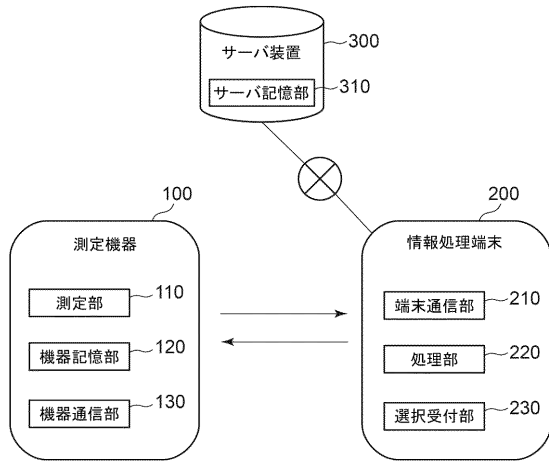 サーバ装置
300
サーバ記憶部
310
100
測定機器
測定部
110
機器記憶部
120
機器通信部
130
200
情報処理端末
端末通信部
210
処理部
220
選択受付部
230